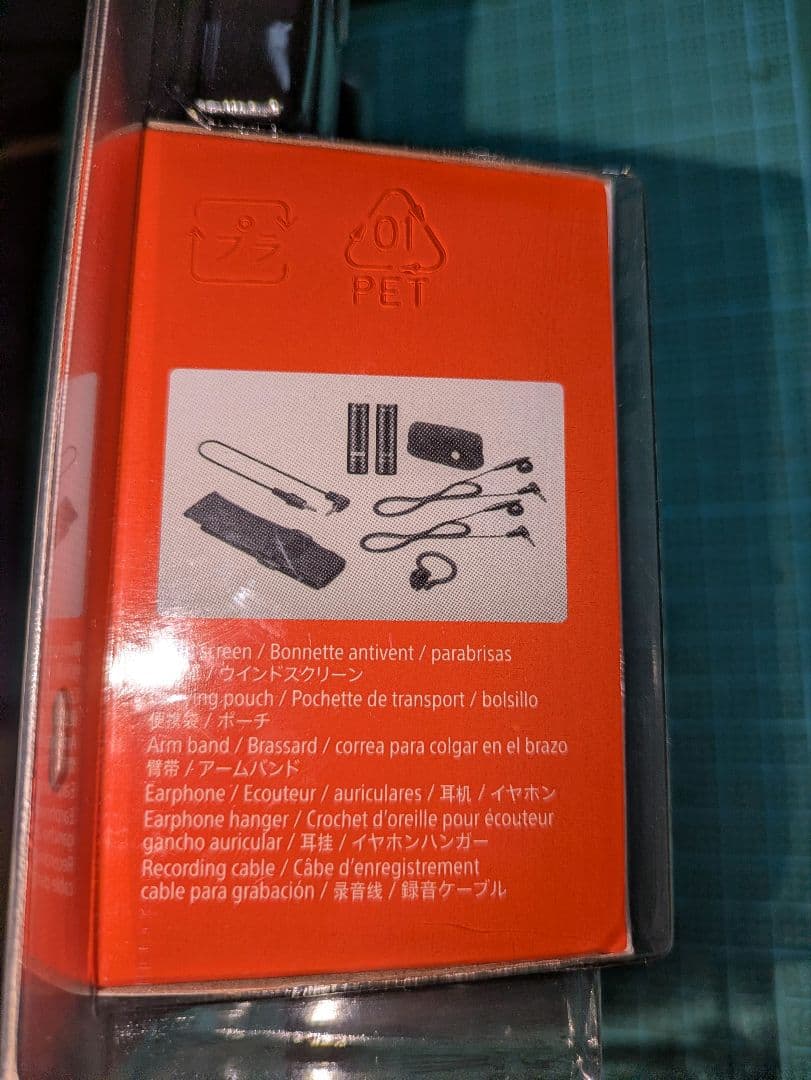 プラ
01
PET
screen / Bonnette antivent / parabrisas
/ ウインドスクリーン
pouch / Pochette de transport / bolsillo
便携袋 / ポーチ
Arm band / Brassard / correa para colgar en el brazo
臂带 / アームバンド
Earphone / Ecouteur / auriculares / 耳机 / イヤホン
Earphone hanger / Crochet d'oreille pour écouteur
gancho auricular / 耳挂 / イヤホンハンガー
Recording cable / Câbe d'enregistrement
cable para grabación / 录音线 / 録音ケーブル